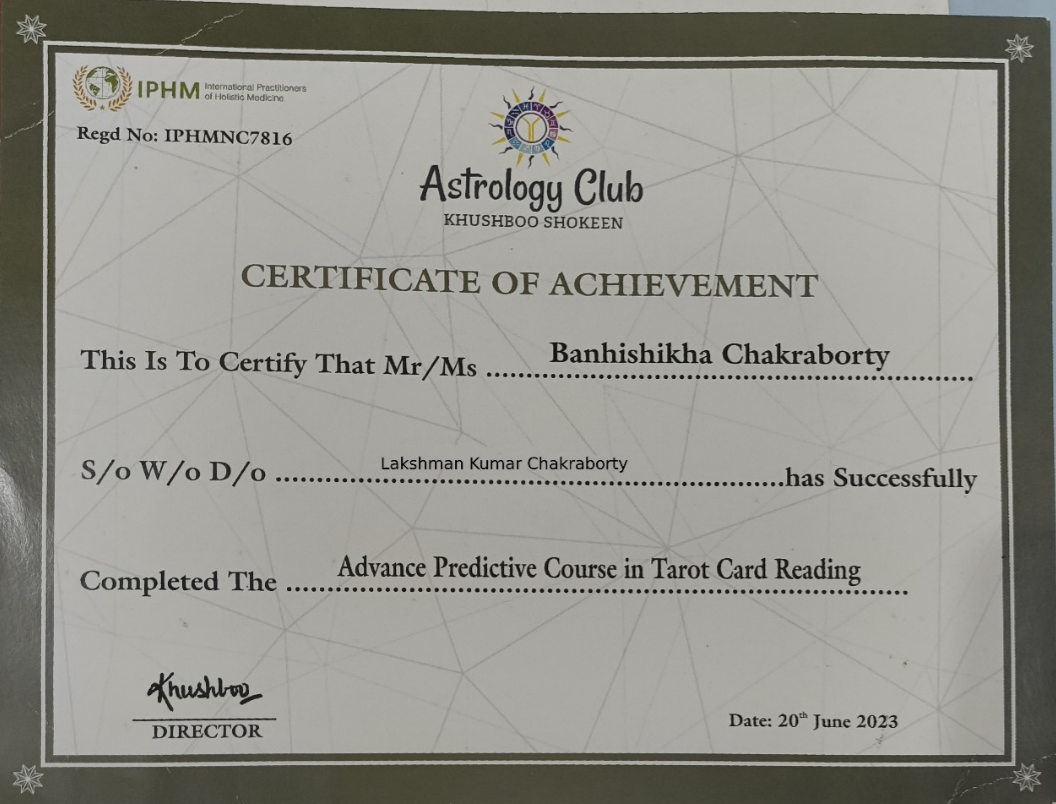 IPHM International Practitioners
of Holistic Medicine
Regd No: IPHMNC7816
Astrology Club
KHUSHBOO SHOKEEN
CERTIFICATE OF ACHIEVEMENT
This Is To Certify That Mr/Ms Banhishikha Chakraborty
S/o W/o D/o Lakshman Kumar Chakraborty has Successfully
Completed The Advance Predictive Course in Tarot Card Reading
Khushboo
DIRECTOR
Date: 20th June 2023